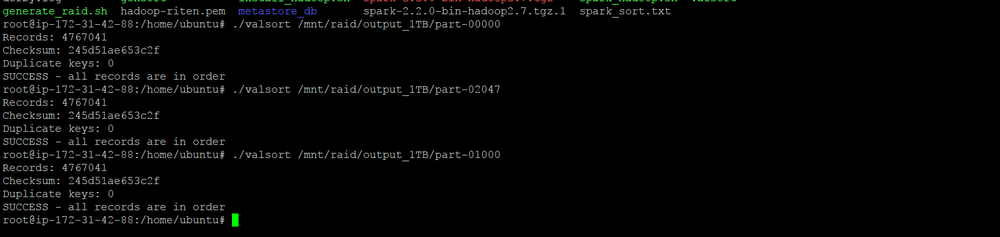 generate_raid.sh hadoop-riten.pem metastore_db spark-2.2.0-bin-hadoop2.7.tgz.1 spark_sort.txt
root@ip-172-31-42-88:/home/ubuntu# ./valsort /mnt/raid/output_1TB/part-00000
Records: 4767041
Checksum: 245d51ae653c2f
Duplicate keys: 0
SUCCESS - all records are in order
root@ip-172-31-42-88:/home/ubuntu# ./valsort /mnt/raid/output_1TB/part-02047
Records: 4767041
Checksum: 245d51ae653c2f
Duplicate keys: 0
SUCCESS - all records are in order
root@ip-172-31-42-88:/home/ubuntu# ./valsort /mnt/raid/output_1TB/part-01000
Records: 4767041
Checksum: 245d51ae653c2f
Duplicate keys: 0
SUCCESS - all records are in order
root@ip-172-31-42-88:/home/ubuntu#